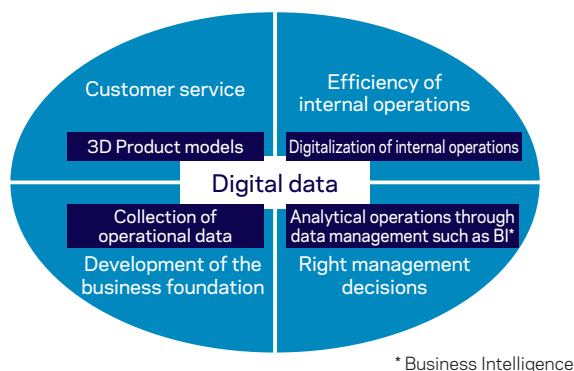 Customer service
Efficiency of
internal operations
3D Product models
Digitalization of internal operations
Digital data
Collection of
operational data
Analytical operations through
data management such as BI*
Development of the
business foundation
Right management
decisions
* Business Intelligence